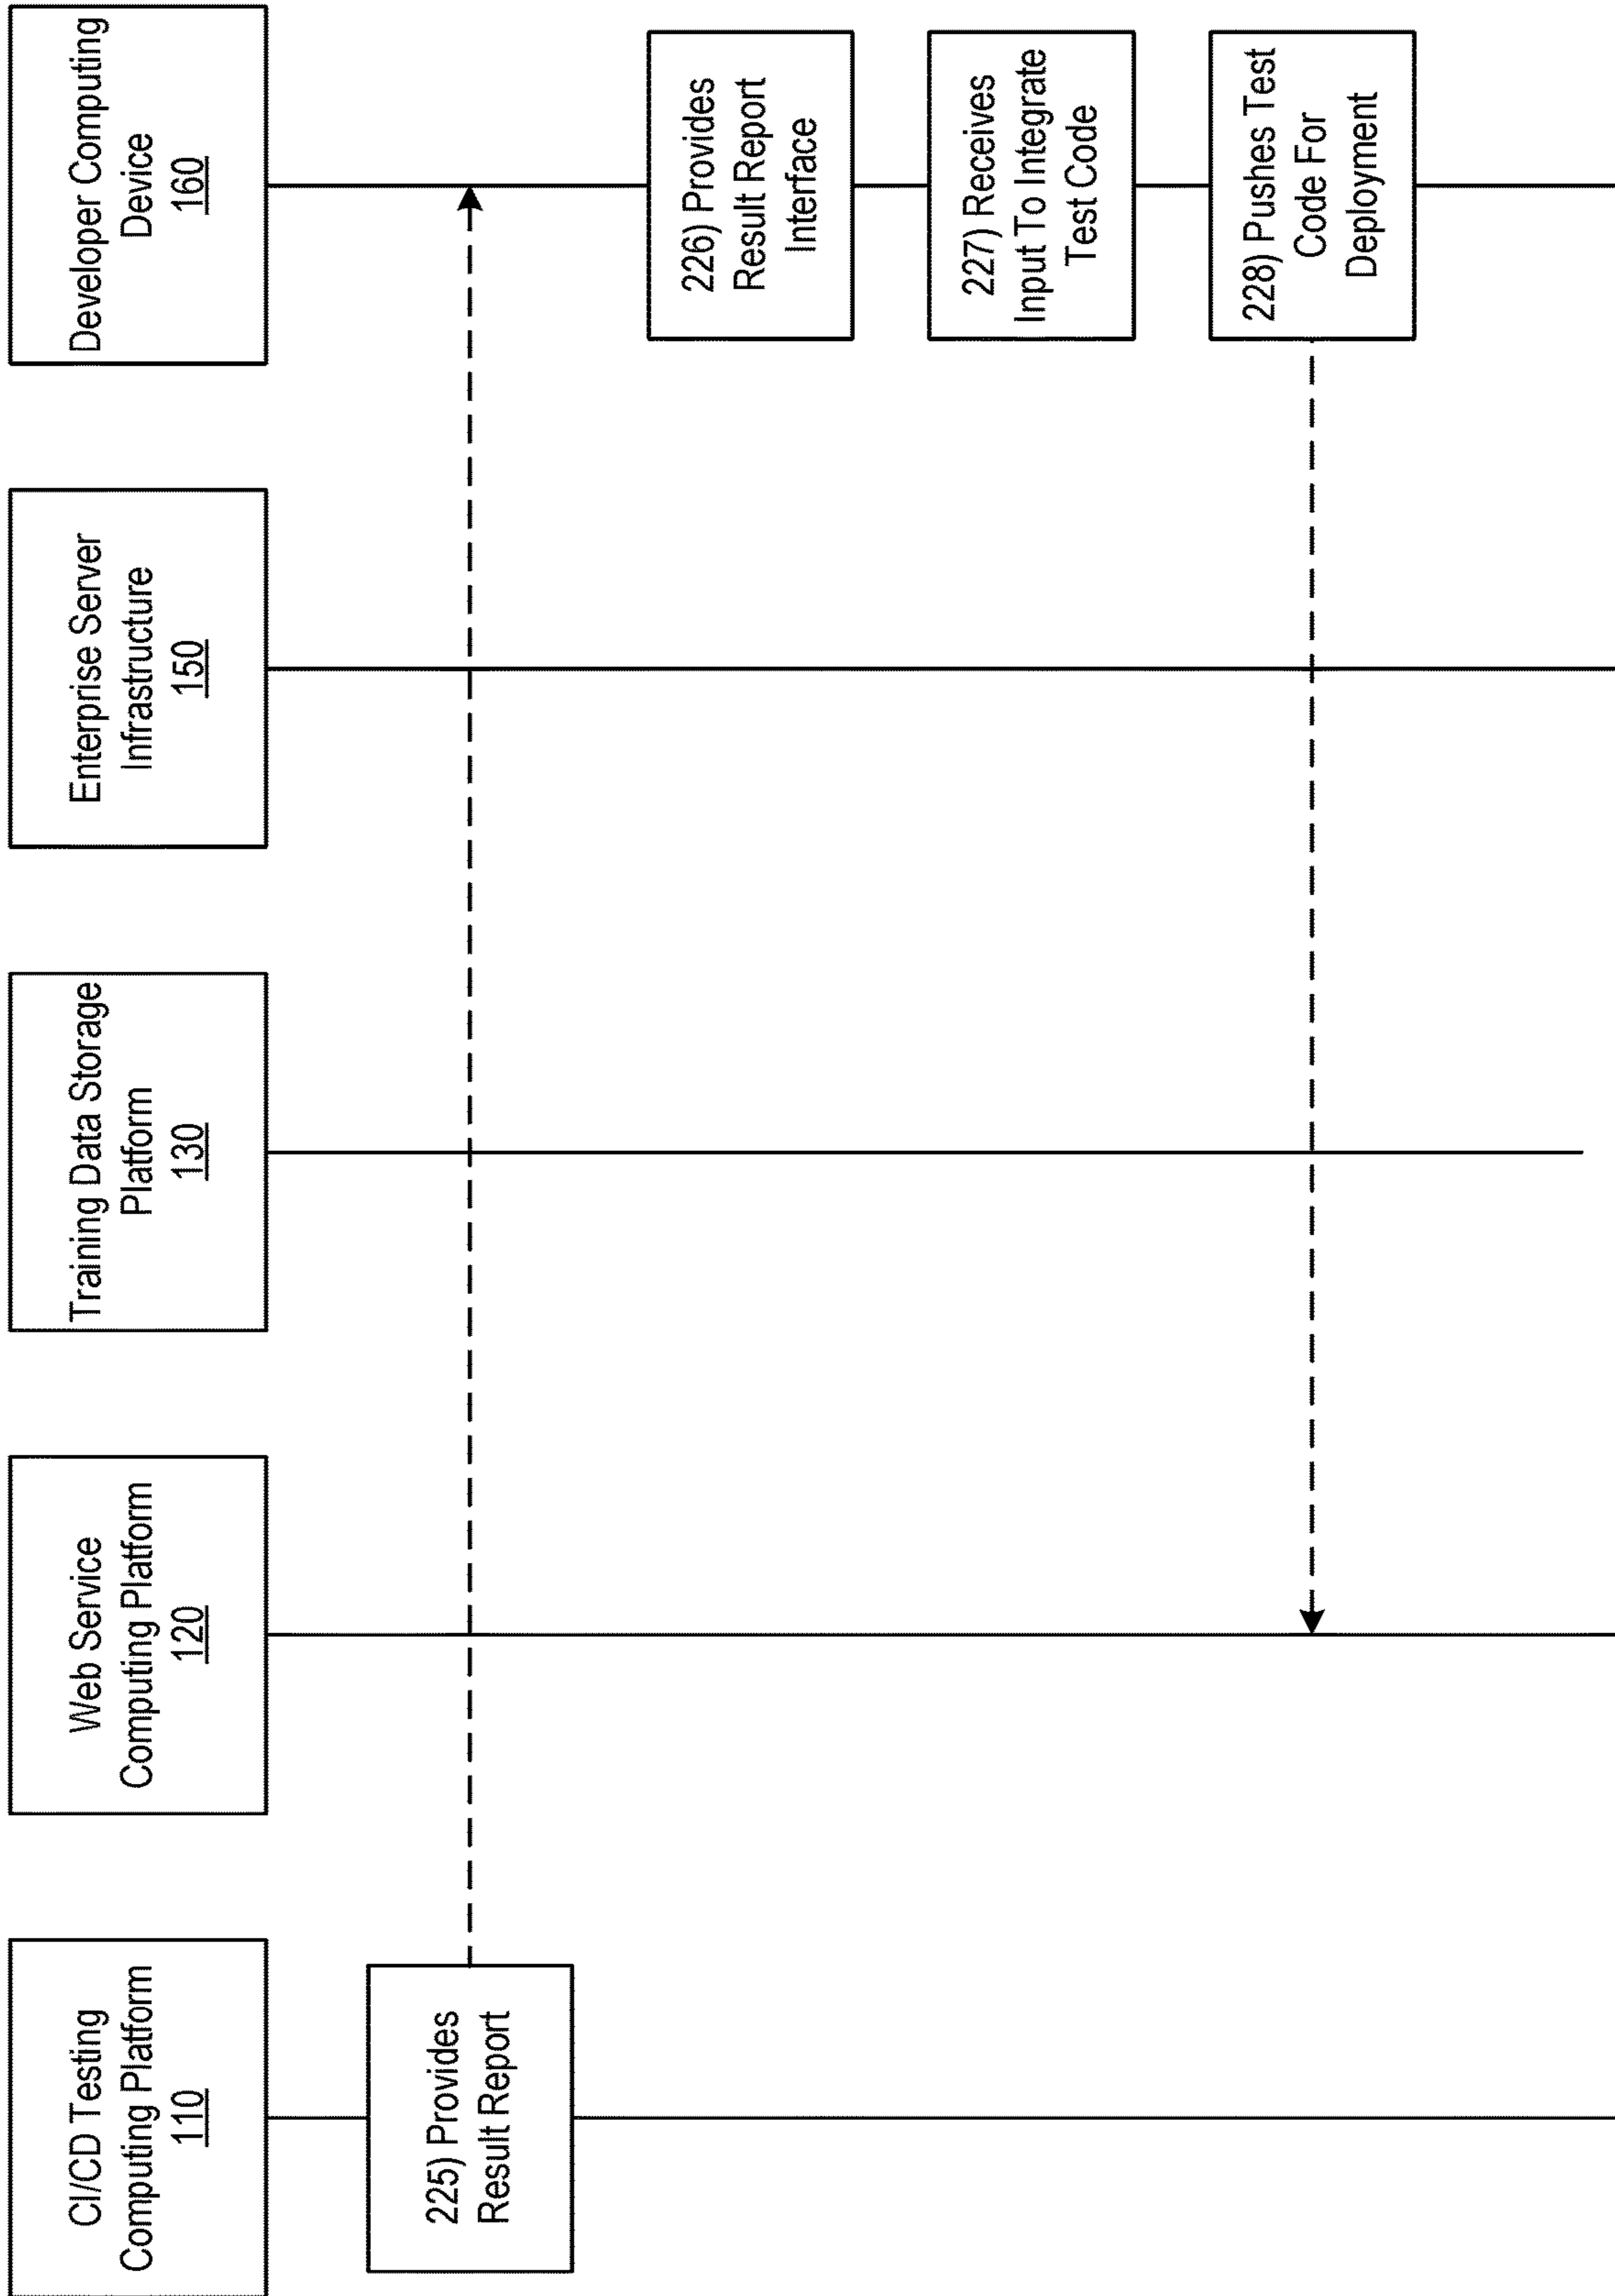 CI/CD Testing
Computing Platform
110
Web Service
Computing Platform
120
Training Data Storage
Platform
130
Enterprise Server
Infrastructure
150
Developer Computing
Device
160
225) Provides
Result Report
226) Provides
Result Report
Interface
227) Receives
Input To Integrate
Test Code
228) Pushes Test
Code For
Deployment